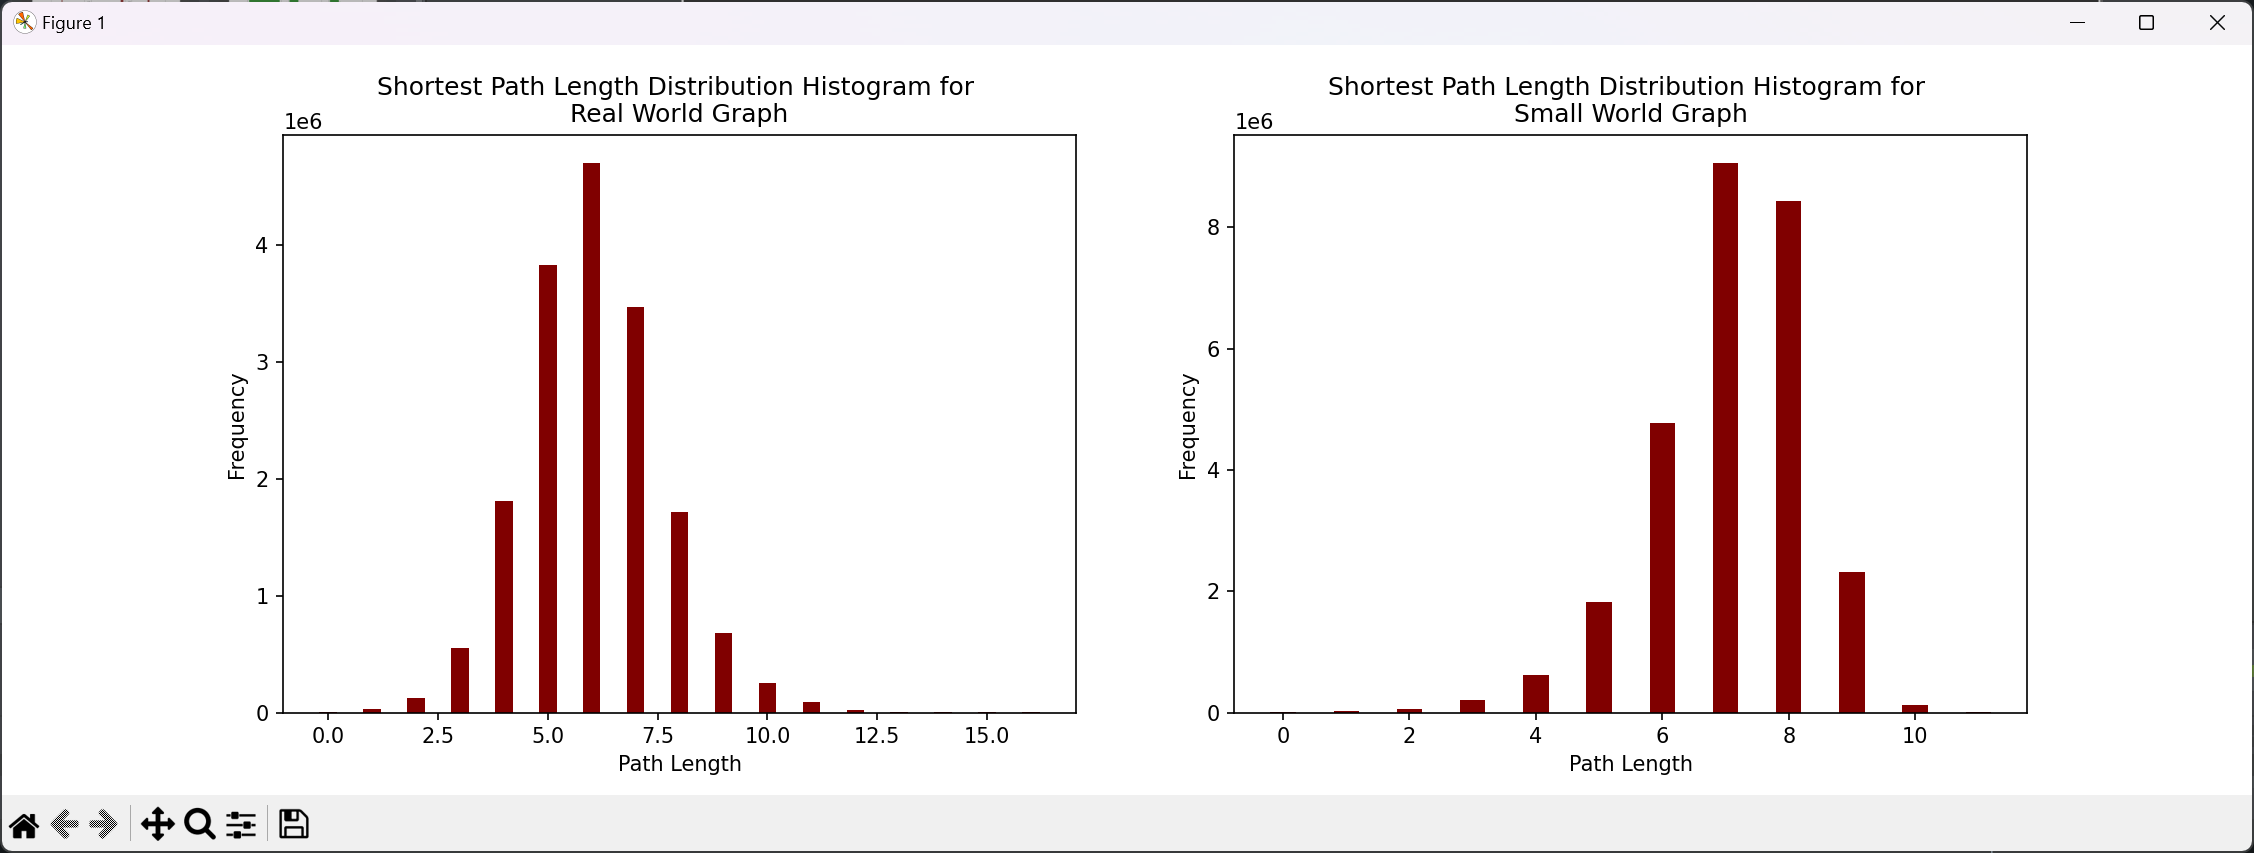 Figure 1
Shortest Path Length Distribution Histogram for
Real World Graph
1e6
4
3
2
1
0
Frequency
0.0 2.5 5.0 7.5 10.0 12.5 15.0
Path Length
Shortest Path Length Distribution Histogram for
Small World Graph
1e6
8
6
4
2
0
Frequency
0 2 4 6 8 10
Path Length